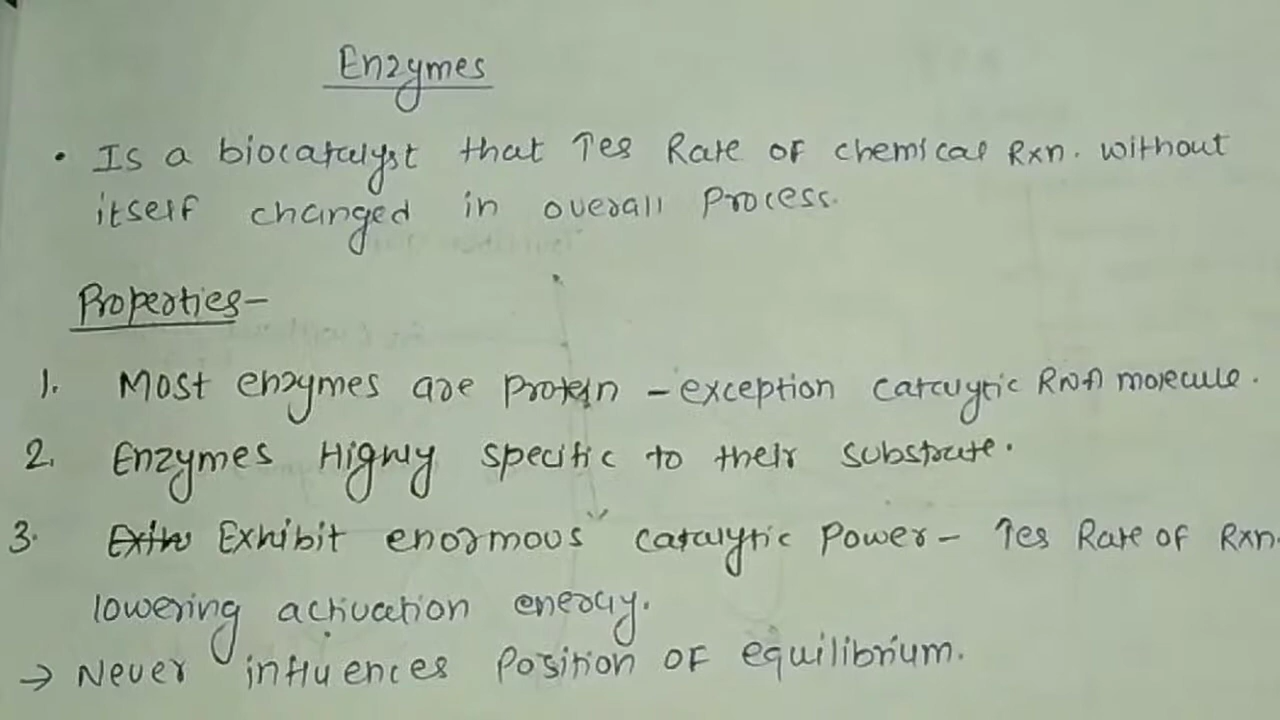 Enzymes
• Is a biocatalyst that ↑es Rate of chemical Rxn. without
itself changed in overall Process.
Properties-
1. Most enzymes are protein - exception catalytic RNA molecule.
2. Enzymes Highly specific to their substrate.
3. Exhibit enormous catalytic Power - ↑es Rate of Rxn.
lowering activation energy.
→ Never influences Position of equilibrium.